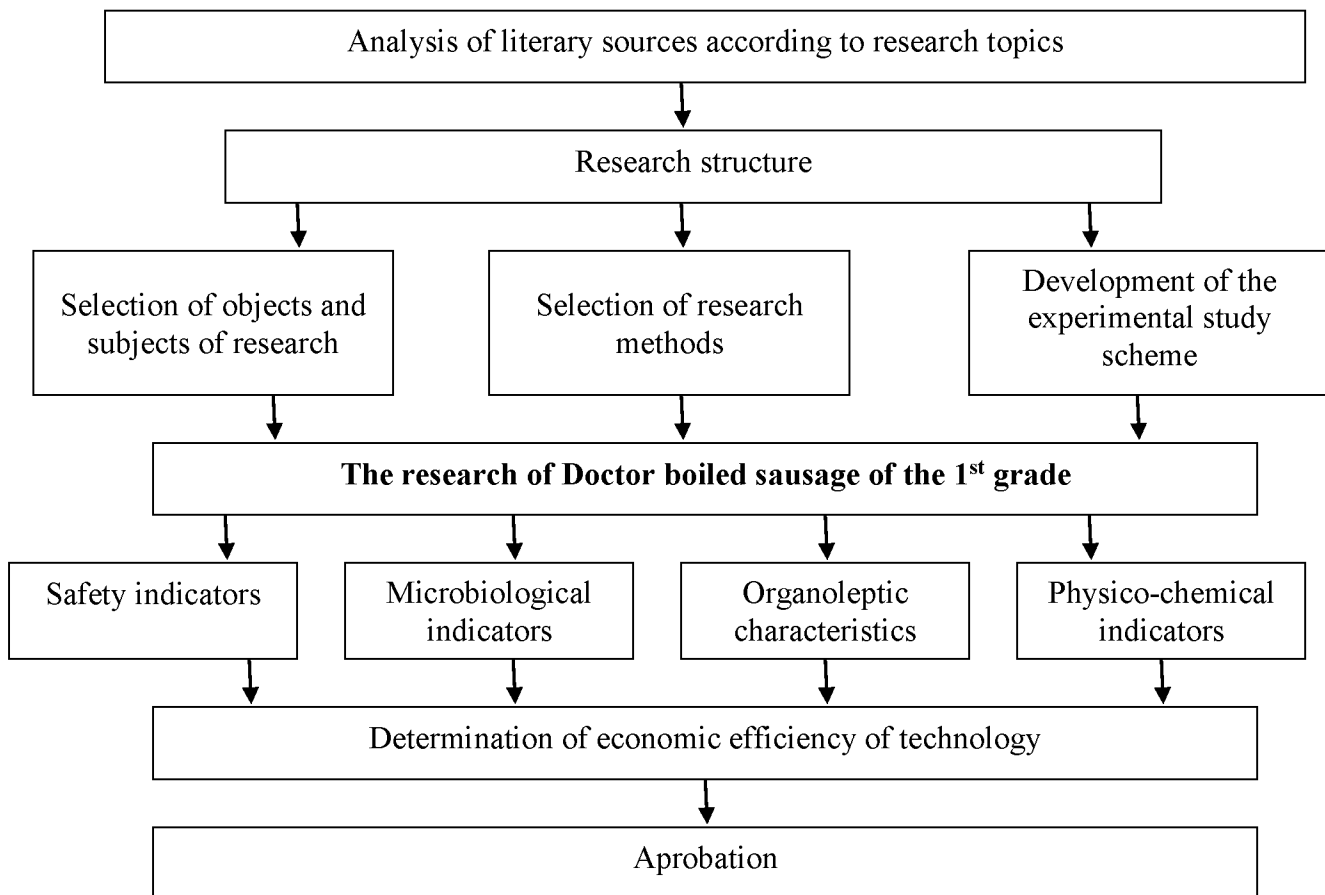 Analysis of literary sources according to research topics
Research structure
Selection of objects and
subjects of research
Selection of research
methods
Development of the
experimental study
scheme
The research of Doctor boiled sausage of the 1st grade
Safety indicators
Microbiological
indicators
Organoleptic
characteristics
Physico-chemical
indicators
Determination of economic efficiency of technology
Aprobation